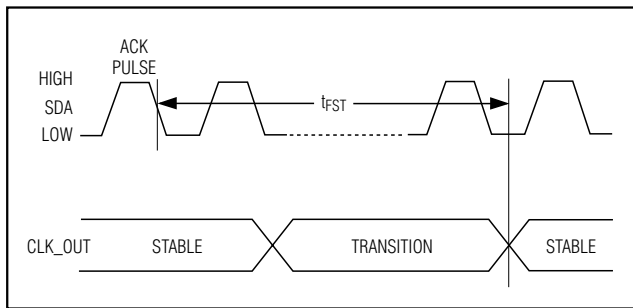 ACK
PULSE
HIGH
SDA
LOW
tFST
CLK_OUT
STABLE
TRANSITION
STABLE